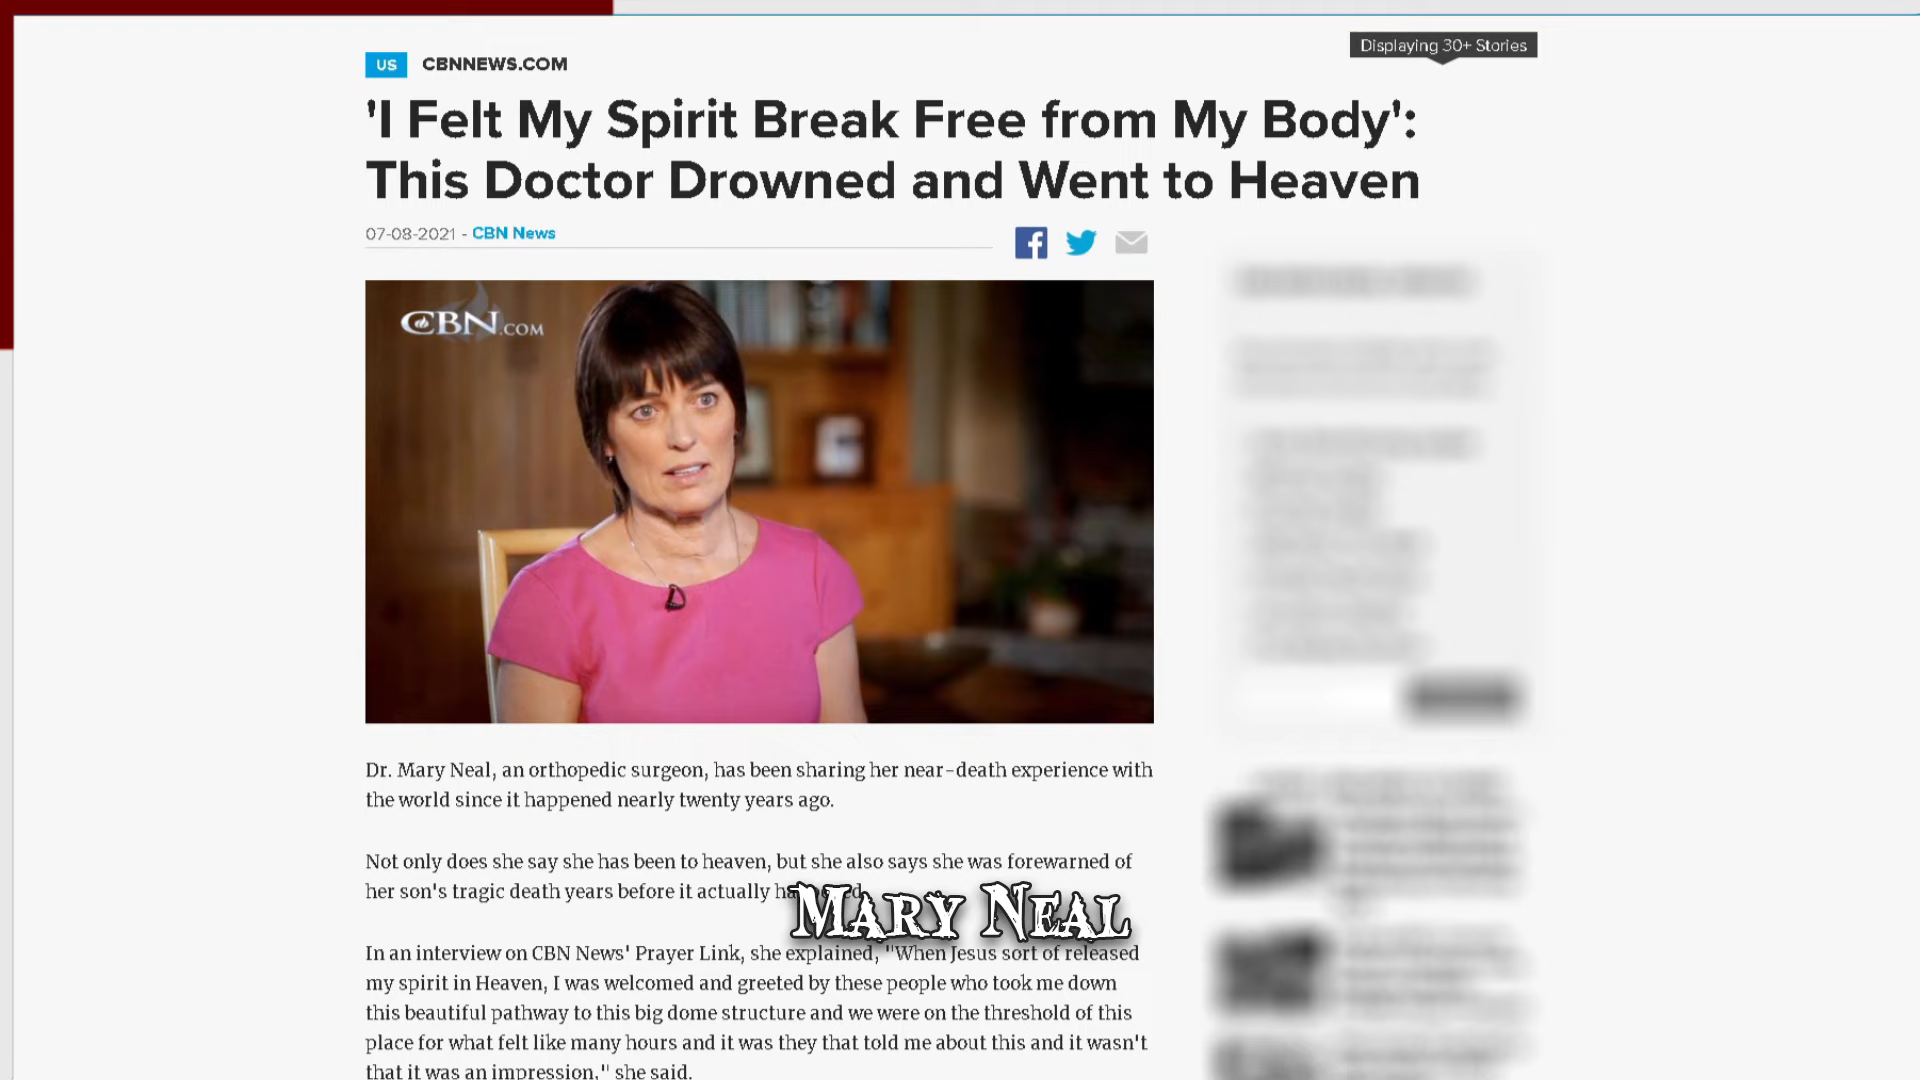 Displaying 30+ Stories
US CBNNEWS.COM
'I Felt My Spirit Break Free from My Body':
This Doctor Drowned and Went to Heaven
07-08-2021 - CBN News
CBN.COM
Dr. Mary Neal, an orthopedic surgeon, has been sharing her near-death experience with
the world since it happened nearly twenty years ago.
Not only does she say she has been to heaven, but she also says she was forewarned of
her son's tragic death years before it actually
MARY NEAL
In an interview on CBN News' Prayer Link, she explained, "When Jesus sort of released
my spirit in Heaven, I was welcomed and greeted by these people who took me down
this beautiful pathway to this big dome structure and we were on the threshold of this
place for what felt like many hours and it was they that told me about this and it wasn't
that it was an impression," she said.